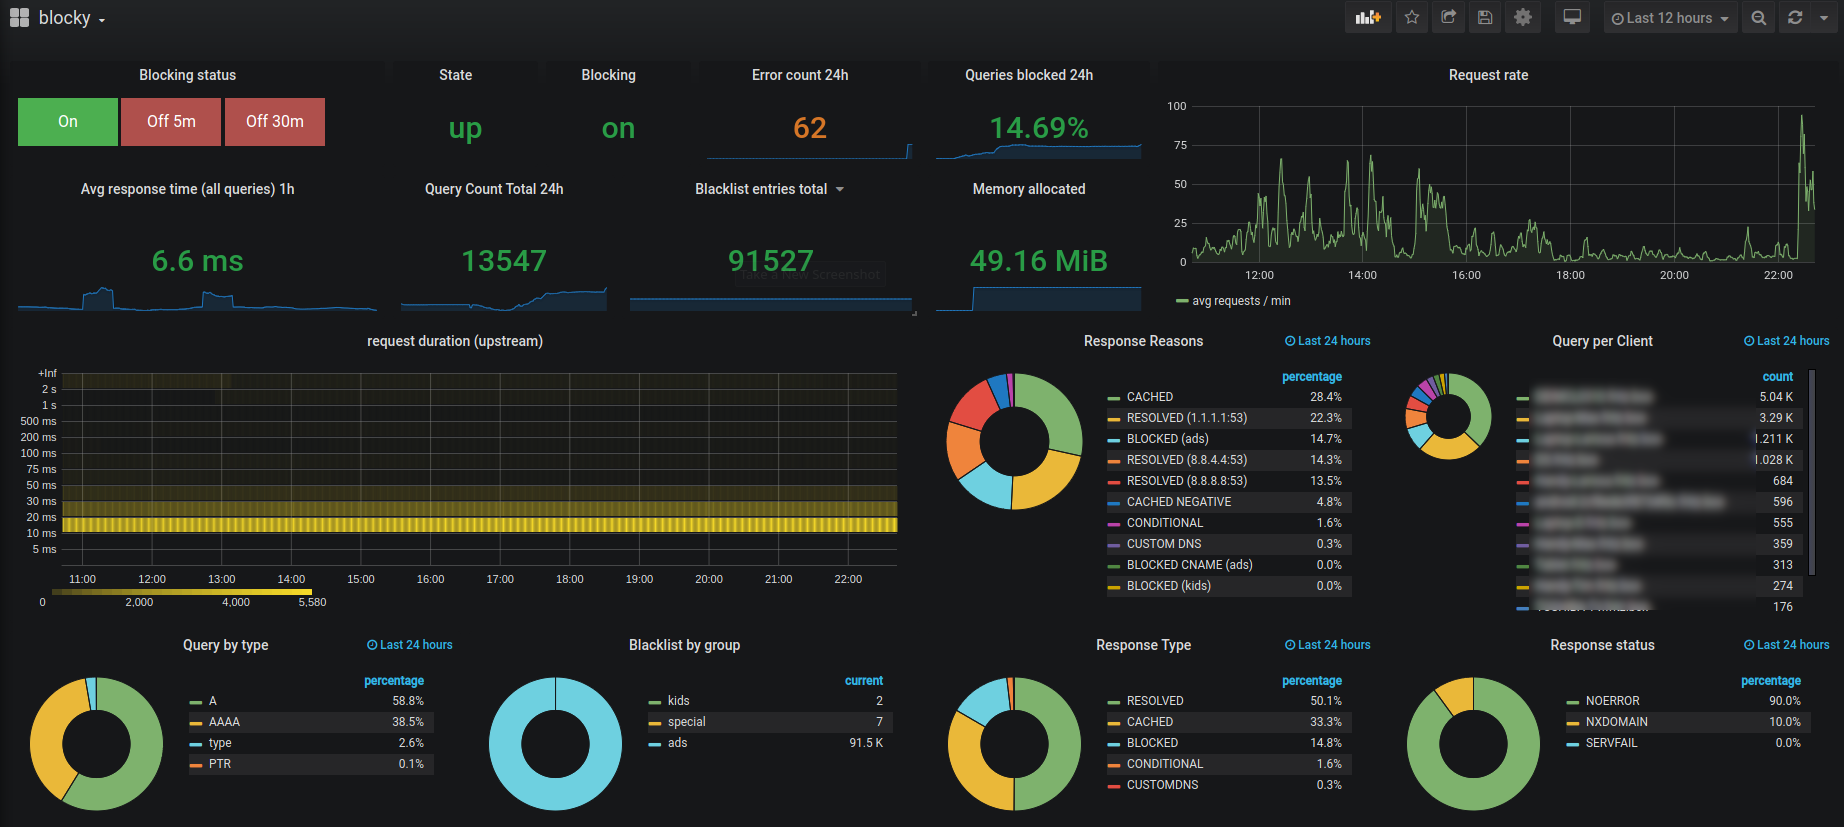 blocky
Last 12 hours
Blocking status
State
Blocking
Error count 24h
Queries blocked 24h
Request rate
On
Off 5m
Off 30m
up
on
62
14.69%
100
75
50
25
0
12:00
14:00
16:00
18:00
20:00
22:00
avg requests / min
Avg response time (all queries) 1h
Query Count Total 24h
Blacklist entries total
Memory allocated
6.6 ms
13547
91527
Take a New Screenshot
49.16 MiB
request duration (upstream)
+Inf
2 s
1 s
500 ms
200 ms
100 ms
75 ms
50 ms
30 ms
20 ms
10 ms
5 ms
11:00
12:00
13:00
14:00
15:00
16:00
17:00
18:00
19:00
20:00
21:00
22:00
0
2,000
4,000
5,580
Response Reasons
Last 24 hours
percentage
CACHED 28.4%
RESOLVED (1.1.1.1:53) 22.3%
BLOCKED (ads) 14.7%
RESOLVED (8.8.4.4:53) 14.3%
RESOLVED (8.8.8.8:53) 13.5%
CACHED NEGATIVE 4.8%
CONDITIONAL 1.6%
CUSTOM DNS 0.3%
BLOCKED CNAME (ads) 0.0%
BLOCKED (kids) 0.0%
Query per Client
Last 24 hours
count
5.04 K
3.29 K
1.211 K
1.028 K
684
596
555
359
313
274
176
Query by type
Last 24 hours
percentage
A 58.8%
AAAA 38.5%
type 2.6%
PTR 0.1%
Blacklist by group
current
kids 2
special 7
ads 91.5 K
Response Type
Last 24 hours
percentage
RESOLVED 50.1%
CACHED 33.3%
BLOCKED 14.8%
CONDITIONAL 1.6%
CUSTOMDNS 0.3%
Response status
Last 24 hours
percentage
NOERROR 90.0%
NXDOMAIN 10.0%
SERVFAIL 0.0%